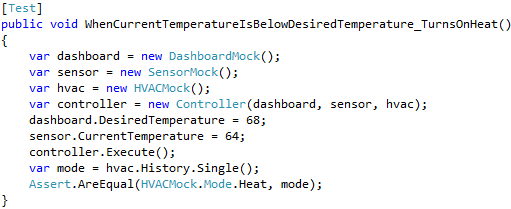 [Test]
public void WhenCurrentTemperatureIsBelowDesiredTemperature_TurnsOnHeat()
{
    var dashboard = new DashboardMock();
    var sensor = new SensorMock();
    var hvac = new HVACMock();
    var controller = new Controller(dashboard, sensor, hvac);
    dashboard.DesiredTemperature = 68;
    sensor.CurrentTemperature = 64;
    controller.Execute();
    var mode = hvac.History.Single();
    Assert.AreEqual(HVACMock.Mode.Heat, mode);
}